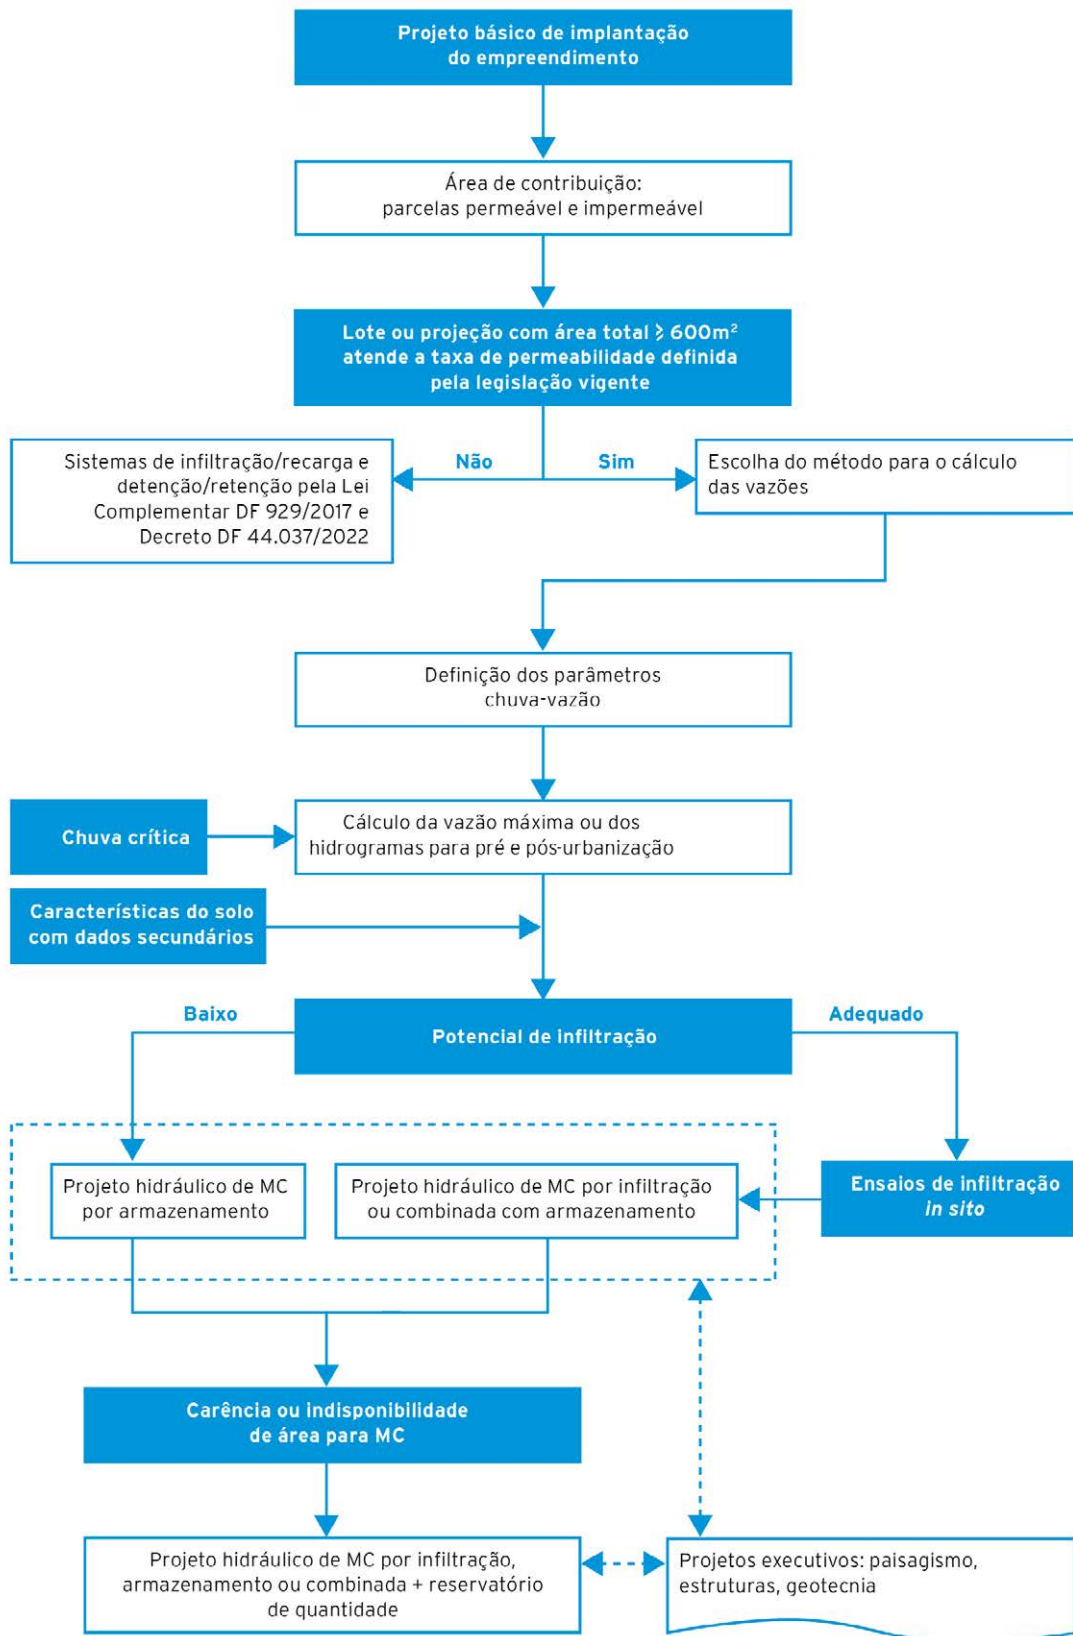 Projeto básico de implantação
do empreendimento
Área de contribuição:
parcelas permeável e impermeável
Lote ou projeção com área total ⩾ 600m²
atende a taxa de permeabilidade definida
pela legislação vigente
Não
Sim
Sistemas de infiltração/recarga e
detenção/retenção pela Lei
Complementar DF 929/2017 e
Decreto DF 44.037/2022
Escolha do método para o cálculo
das vazões
Definição dos parâmetros
chuva-vazão
Chuva crítica
Cálculo da vazão máxima ou dos
hidrogramas para pré e pós-urbanização
Características do solo
com dados secundários
Baixo
Potencial de infiltração
Adequado
Projeto hidráulico de MC
por armazenamento
Projeto hidráulico de MC por infiltração
ou combinada com armazenamento
Ensaios de infiltração
in sito
Carência ou indisponibilidade
de área para MC
Projeto hidráulico de MC por infiltração,
armazenamento ou combinada + reservatório
de quantidade
Projetos executivos: paisagismo,
estruturas, geotecnia